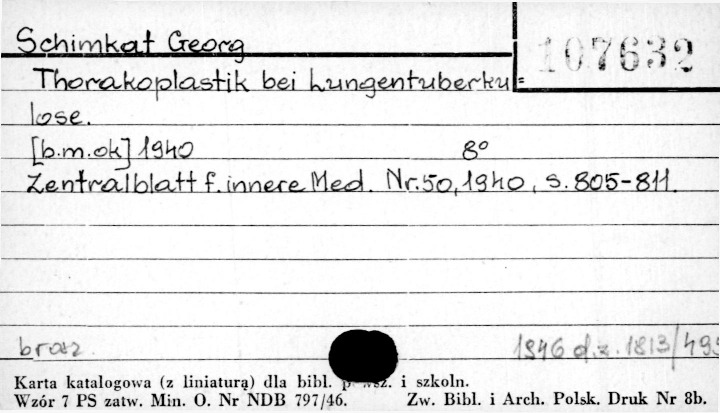 Schimkat Georg
107632
Thorakoplastik bei Lungentuberku=
lose.
[b.m.ok] 1940 8°
Zentralblatt f. innere Med. Nr. 50, 1940, s. 805-811.
1946 d.z. 1813/495
Karta katalogowa (z liniaturą) dla bibl. i szkoln.
Wzór 7 PS zatw. Min. O. Nr NDB 797/46. Zw. Bibl. i Arch. Polsk. Druk Nr 8b.